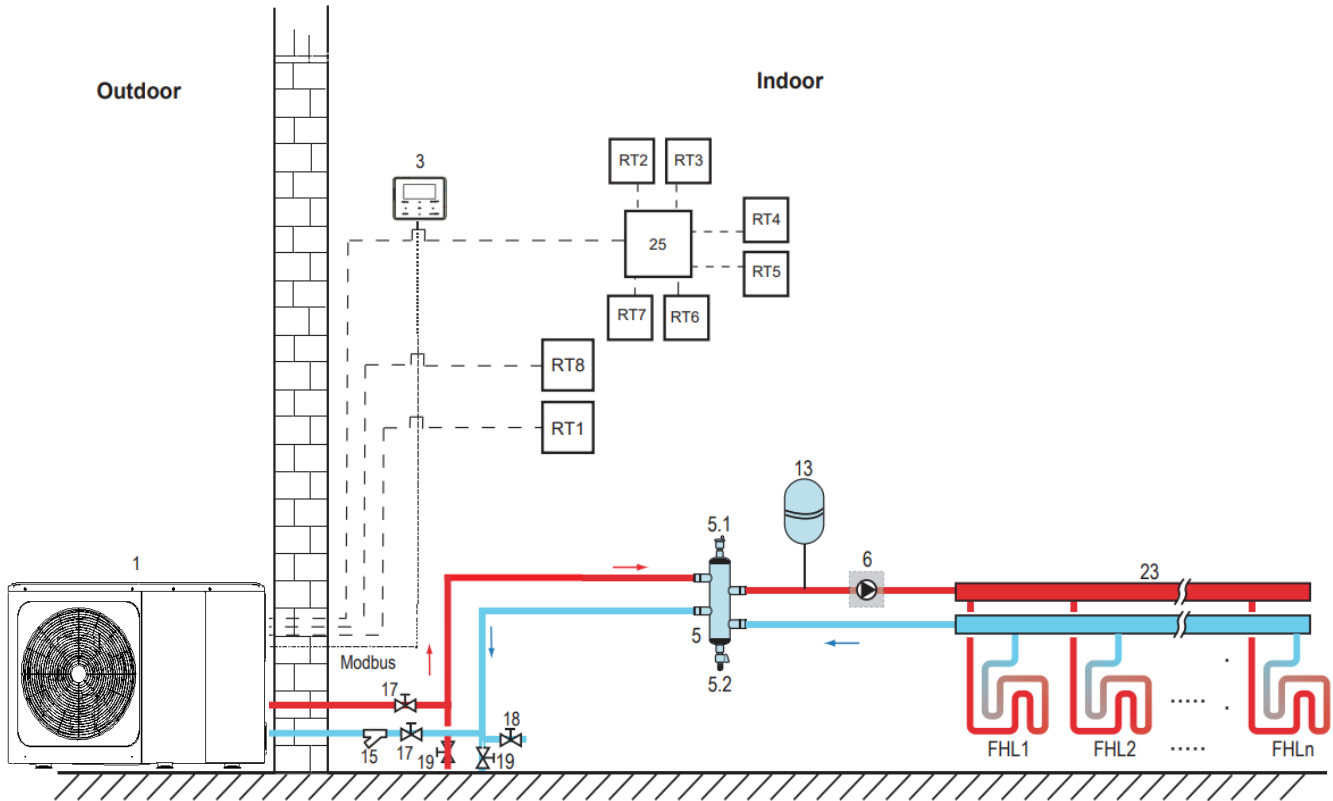 Outdoor
Indoor
3
RT2
RT3
RT4
25
RT5
RT7
RT6
RT8
RT1
13
5.1
6
23
1
5
Modbus
5.2
17
18
15
17
19
19
FHL1
FHL2
.....
.....
FHLn